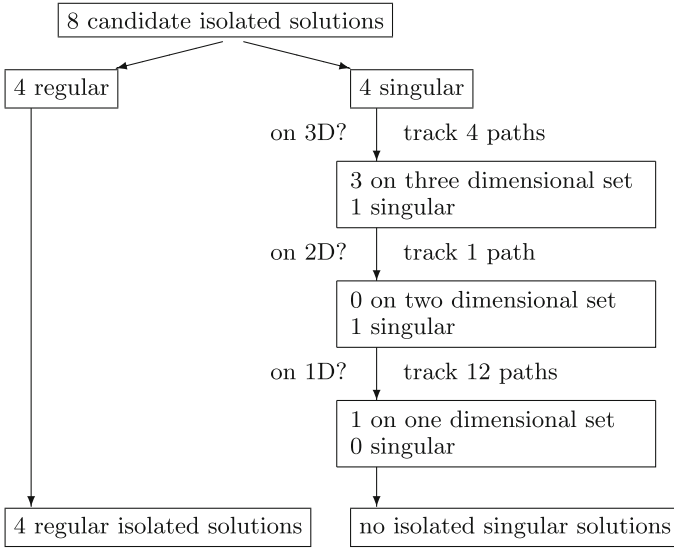 8 candidate isolated solutions
4 regular
4 singular
on 3D?
track 4 paths
3 on three dimensional set
1 singular
on 2D?
track 1 path
0 on two dimensional set
1 singular
on 1D?
track 12 paths
1 on one dimensional set
0 singular
4 regular isolated solutions
no isolated singular solutions